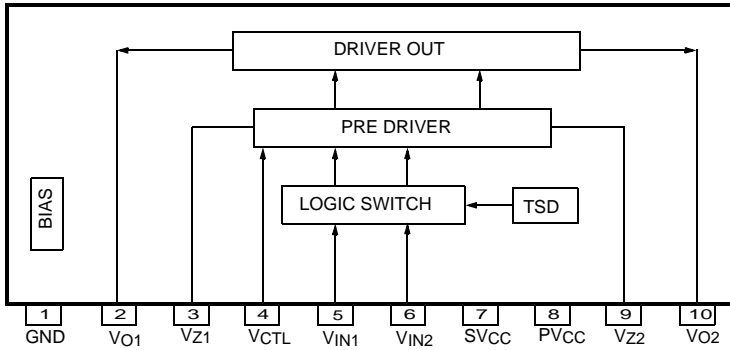 DRIVER OUT
PRE DRIVER
BIAS
LOGIC SWITCH
TSD
1 2 3 4 5 6 7 8 9 10
GND VO1 VZ1 VCTL VIN1 VIN2 SVCC PVCC VZ2 VO2